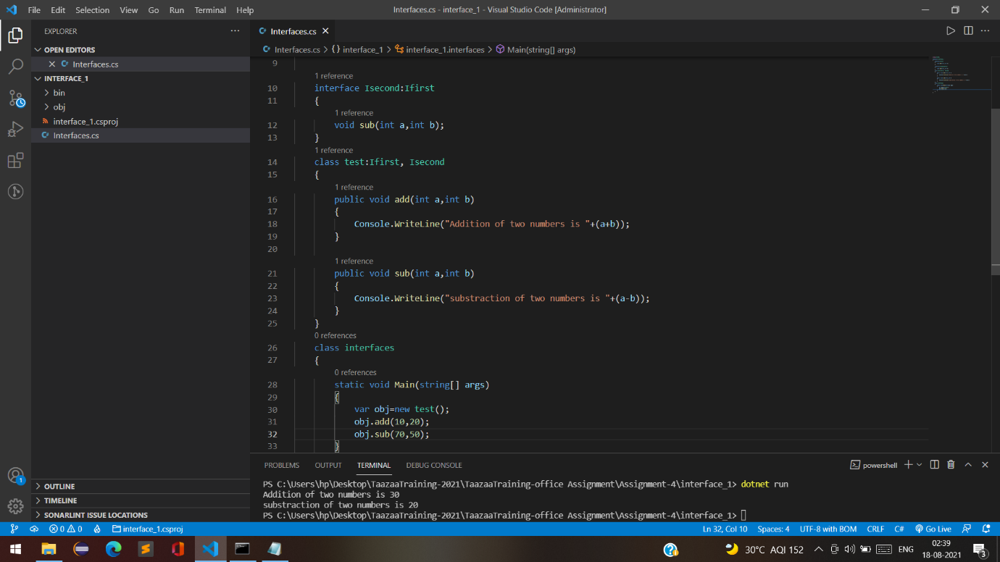 File Edit Selection View Go Run Terminal Help
Interfaces.cs - interface_1 - Visual Studio Code [Administrator]
EXPLORER
OPEN EDITORS
Interfaces.cs
INTERFACE_1
bin
obj
interface_1.csproj
Interfaces.cs
OUTLINE
TIMELINE
SONARLINT ISSUE LOCATIONS
1
Interfaces.cs
Interfaces.cs > {} interface_1 > interface_1.interfaces > Main(string[] args)
9
1 reference
10 interface Isecond:Ifirst
11 {
1 reference
12 void sub(int a,int b);
13 }
1 reference
14 class test:Ifirst, Isecond
15 {
1 reference
16 public void add(int a,int b)
17 {
18 Console.WriteLine("Addition of two numbers is "+(a+b));
19 }
20
1 reference
21 public void sub(int a,int b)
22 {
23 Console.WriteLine("substraction of two numbers is "+(a-b));
24 }
25 }
0 references
26 class interfaces
27 {
0 references
28 static void Main(string[] args)
29 {
30 var obj=new test();
31 obj.add(10,20);
32 obj.sub(70,50);
33 }
PROBLEMS OUTPUT TERMINAL DEBUG CONSOLE
powershell
PS C:\Users\hp\Desktop\TaazaaTraining-2021\TaazaaTraining-office Assignment\Assignment-4\interface_1> dotnet run
Addition of two numbers is 30
substraction of two numbers is 20
PS C:\Users\hp\Desktop\TaazaaTraining-2021\TaazaaTraining-office Assignment\Assignment-4\interface_1>
0 0 interface_1.csproj
Ln 32, Col 10 Spaces: 4 UTF-8 with BOM CRLF C# Go Live
30°C AQI 152 ENG
02:39
18-08-2021
3